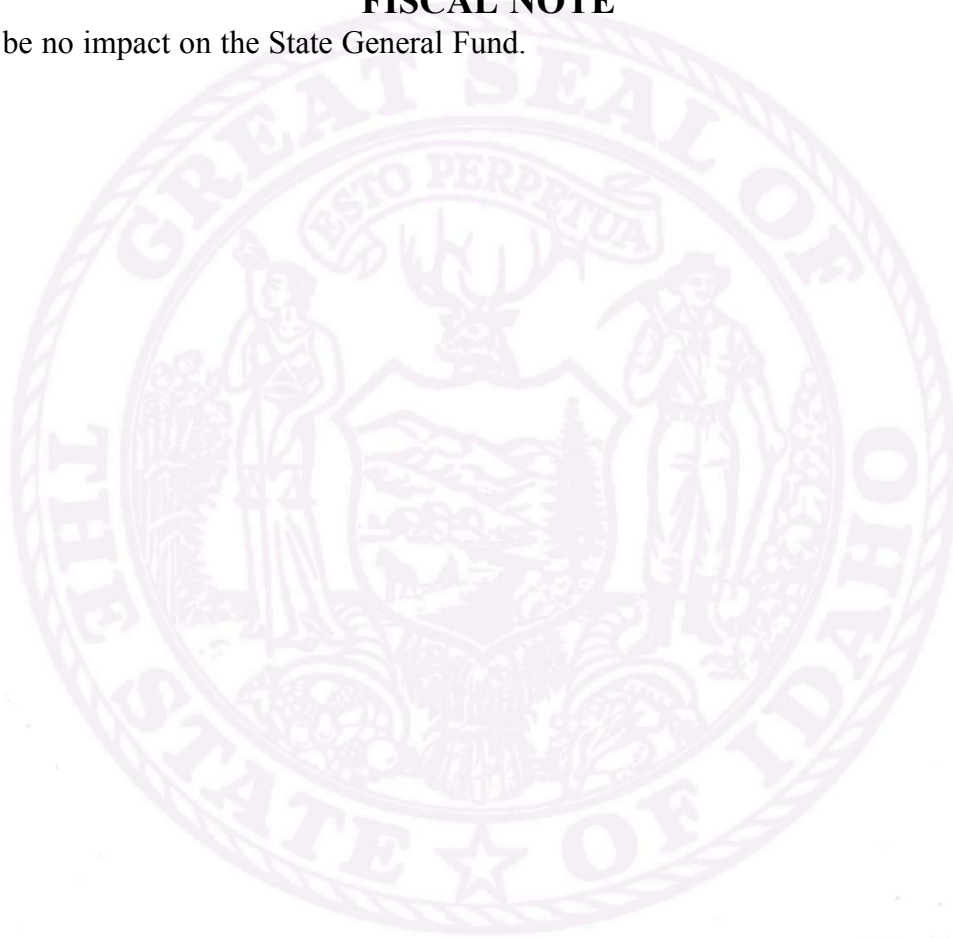 FISCAL NOTE
be no impact on the State General Fund.
GREAT SEAL OF
ESTO PERPETUA
THE STATE ★ OF IDAHO